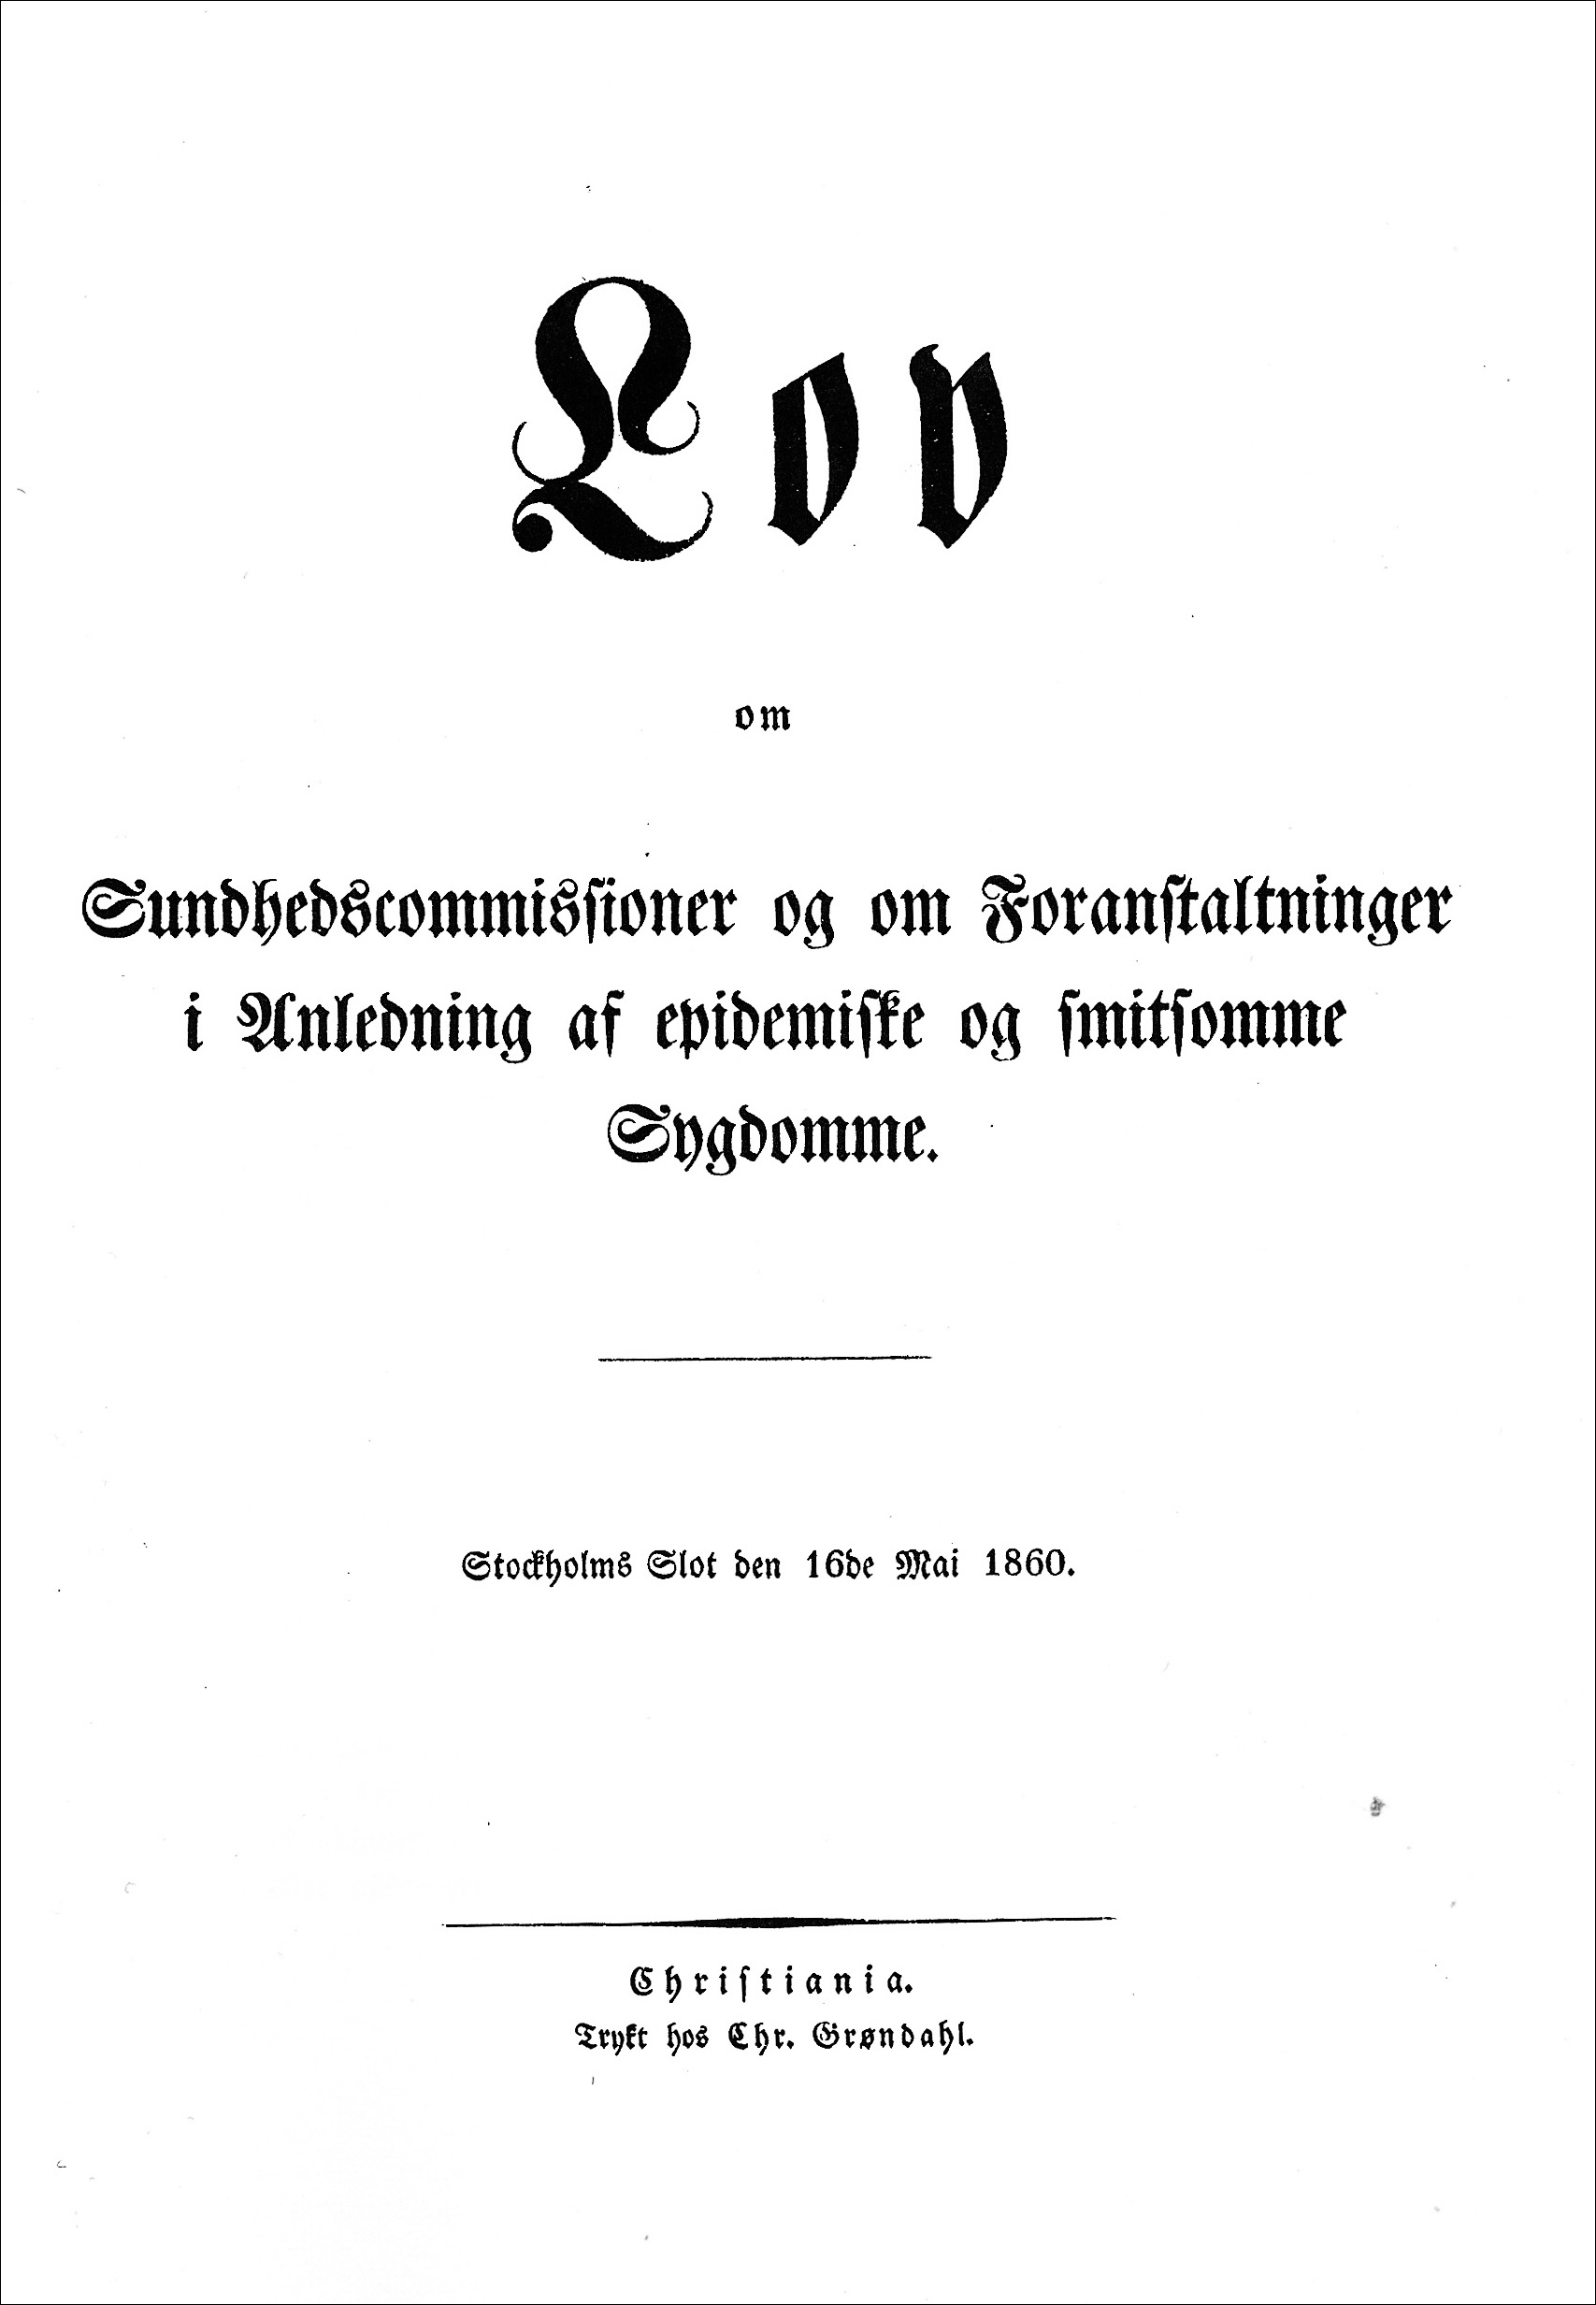 Lov
om
Sundhedscommissioner og om Foranstaltninger
i Anledning af epidemiske og smitsomme
Sygdomme.
Stockholms Slot den 16de Mai 1860.
Christiania.
Trykt hos Chr. Grøndahl.